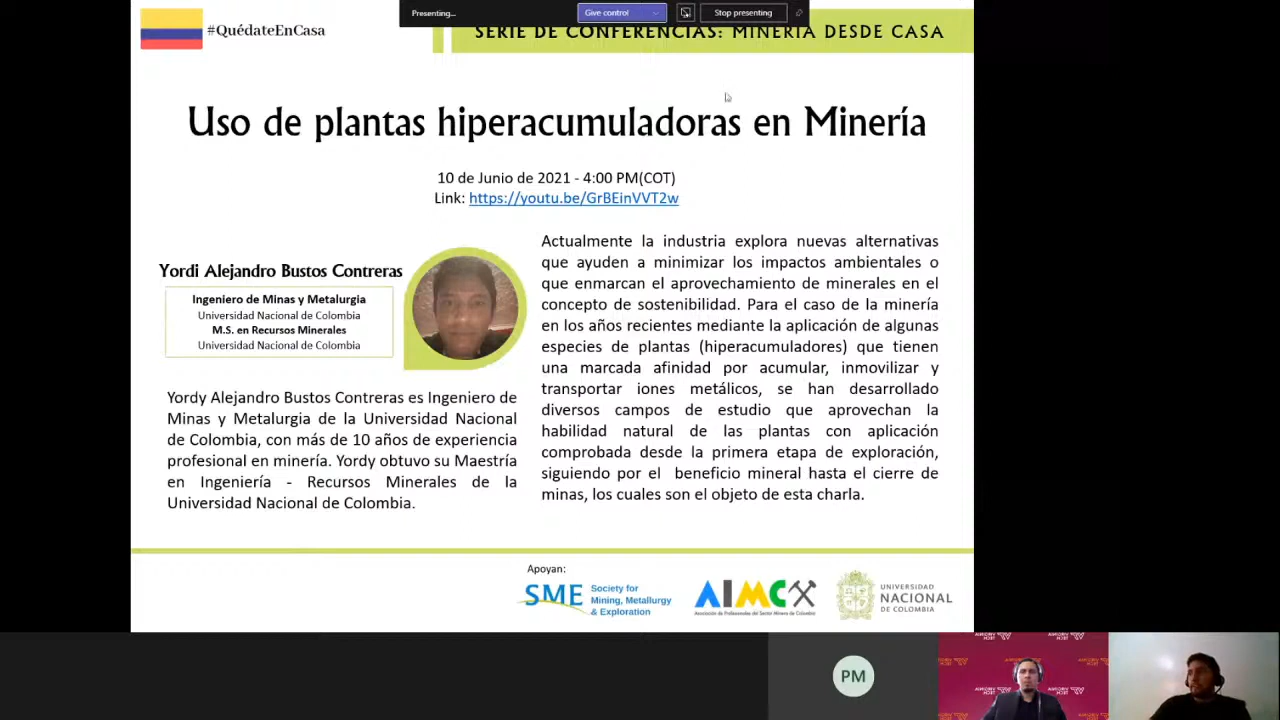 Presenting...
Give control
Stop presenting
#QuédateEnCasa
SERIE DE CONFERENCIAS: MINERÍA DESDE CASA
Uso de plantas hiperacumuladoras en Minería
10 de Junio de 2021 - 4:00 PM(COT)
Link: https://youtu.be/GrBEinVVT2w
Yordi Alejandro Bustos Contreras
Ingeniero de Minas y Metalurgia
Universidad Nacional de Colombia
M.S. en Recursos Minerales
Universidad Nacional de Colombia
Yordy Alejandro Bustos Contreras es Ingeniero de
Minas y Metalurgia de la Universidad Nacional
de Colombia, con más de 10 años de experiencia
profesional en minería. Yordy obtuvo su Maestría
en Ingeniería - Recursos Minerales de la
Universidad Nacional de Colombia.
Actualmente la industria explora nuevas alternativas
que ayuden a minimizar los impactos ambientales o
que enmarcan el aprovechamiento de minerales en el
concepto de sostenibilidad. Para el caso de la minería
en los años recientes mediante la aplicación de algunas
especies de plantas (hiperacumuladores) que tienen
una marcada afinidad por acumular, inmovilizar y
transportar iones metálicos, se han desarrollado
diversos campos de estudio que aprovechan la
habilidad natural de las plantas con aplicación
comprobada desde la primera etapa de exploración,
siguiendo por el beneficio mineral hasta el cierre de
minas, los cuales son el objeto de esta charla.
Apoyan:
SME
Society for
Mining, Metallurgy
& Exploration
AIMC
Asociación de Profesionales del Sector Minero de Colombia
UNIVERSIDAD
NACIONAL
DE COLOMBIA
PM